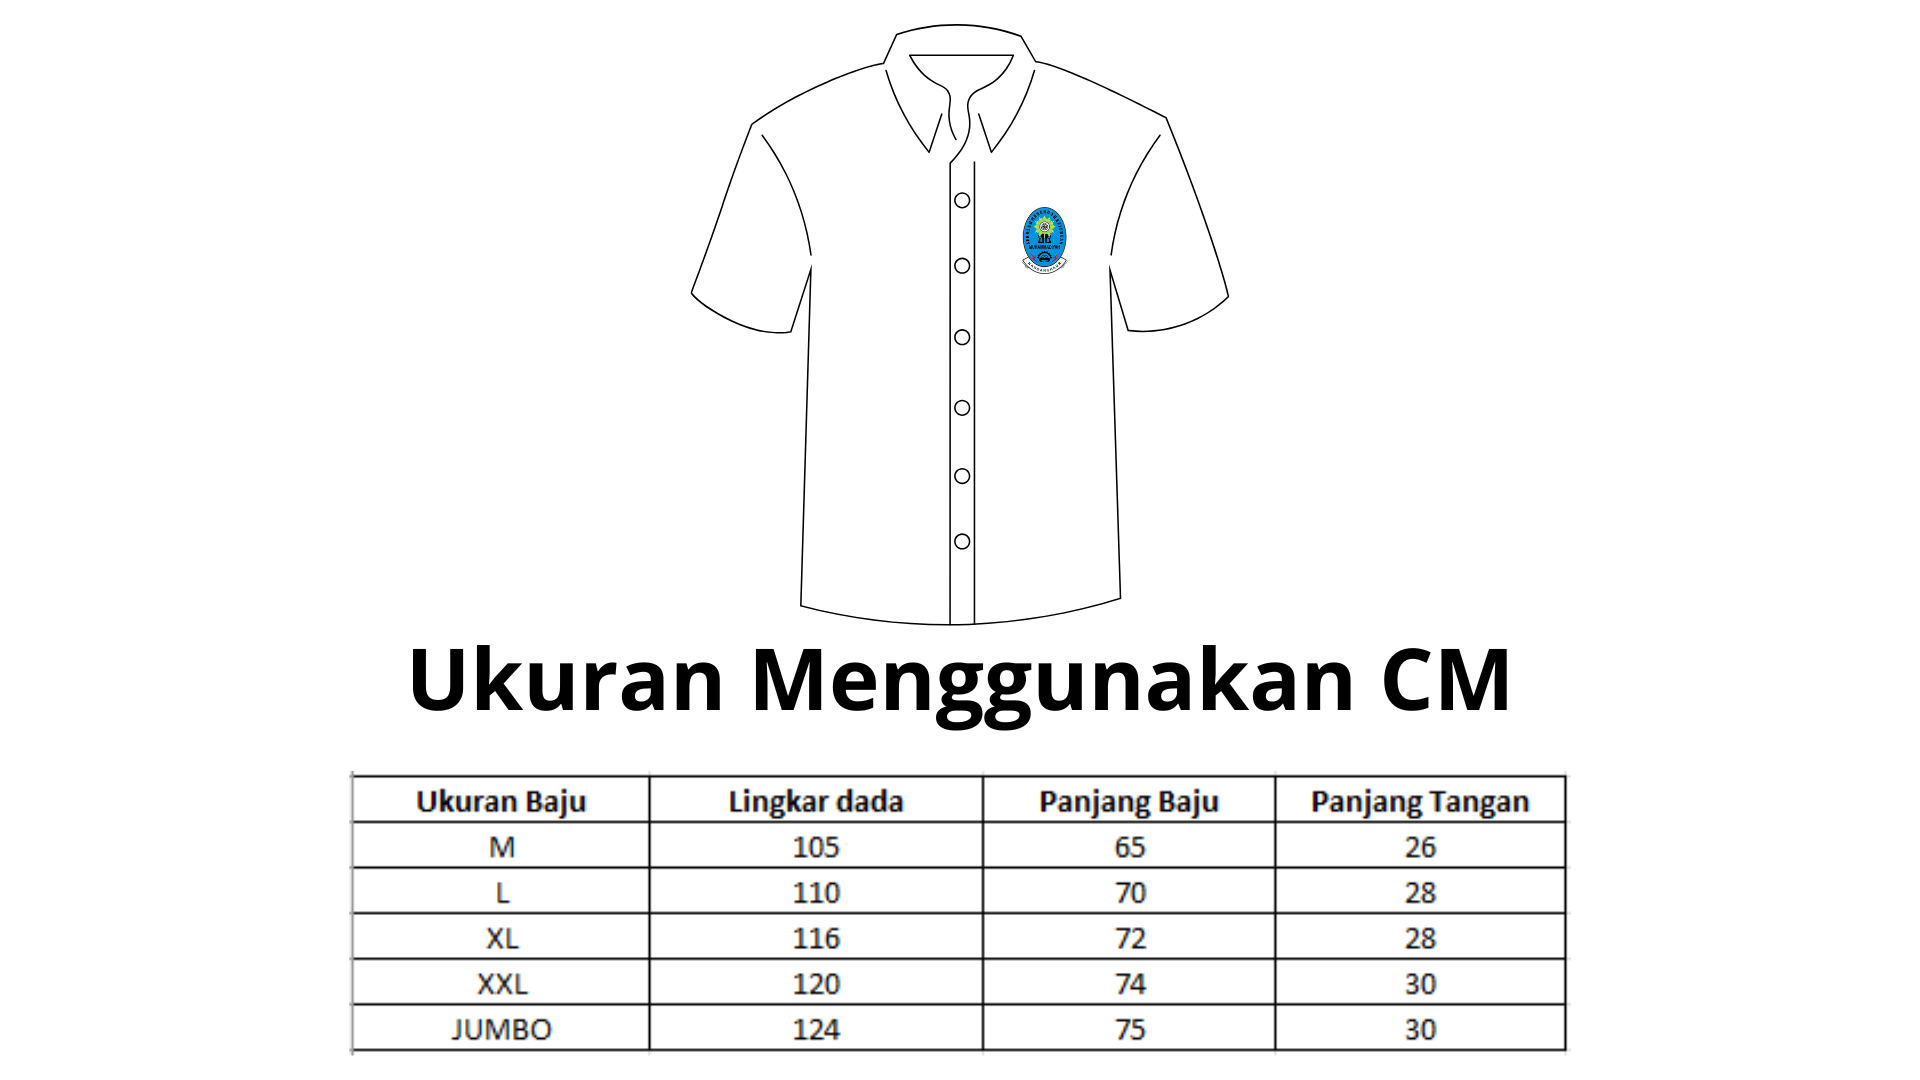 MUHAMMADIYAH
Ukuran Menggunakan CM
Ukuran Baju Lingkar dada Panjang Baju Panjang Tangan
M 105 65 26
L 110 70 28
XL 116 72 28
XXL 120 74 30
JUMBO 124 75 30